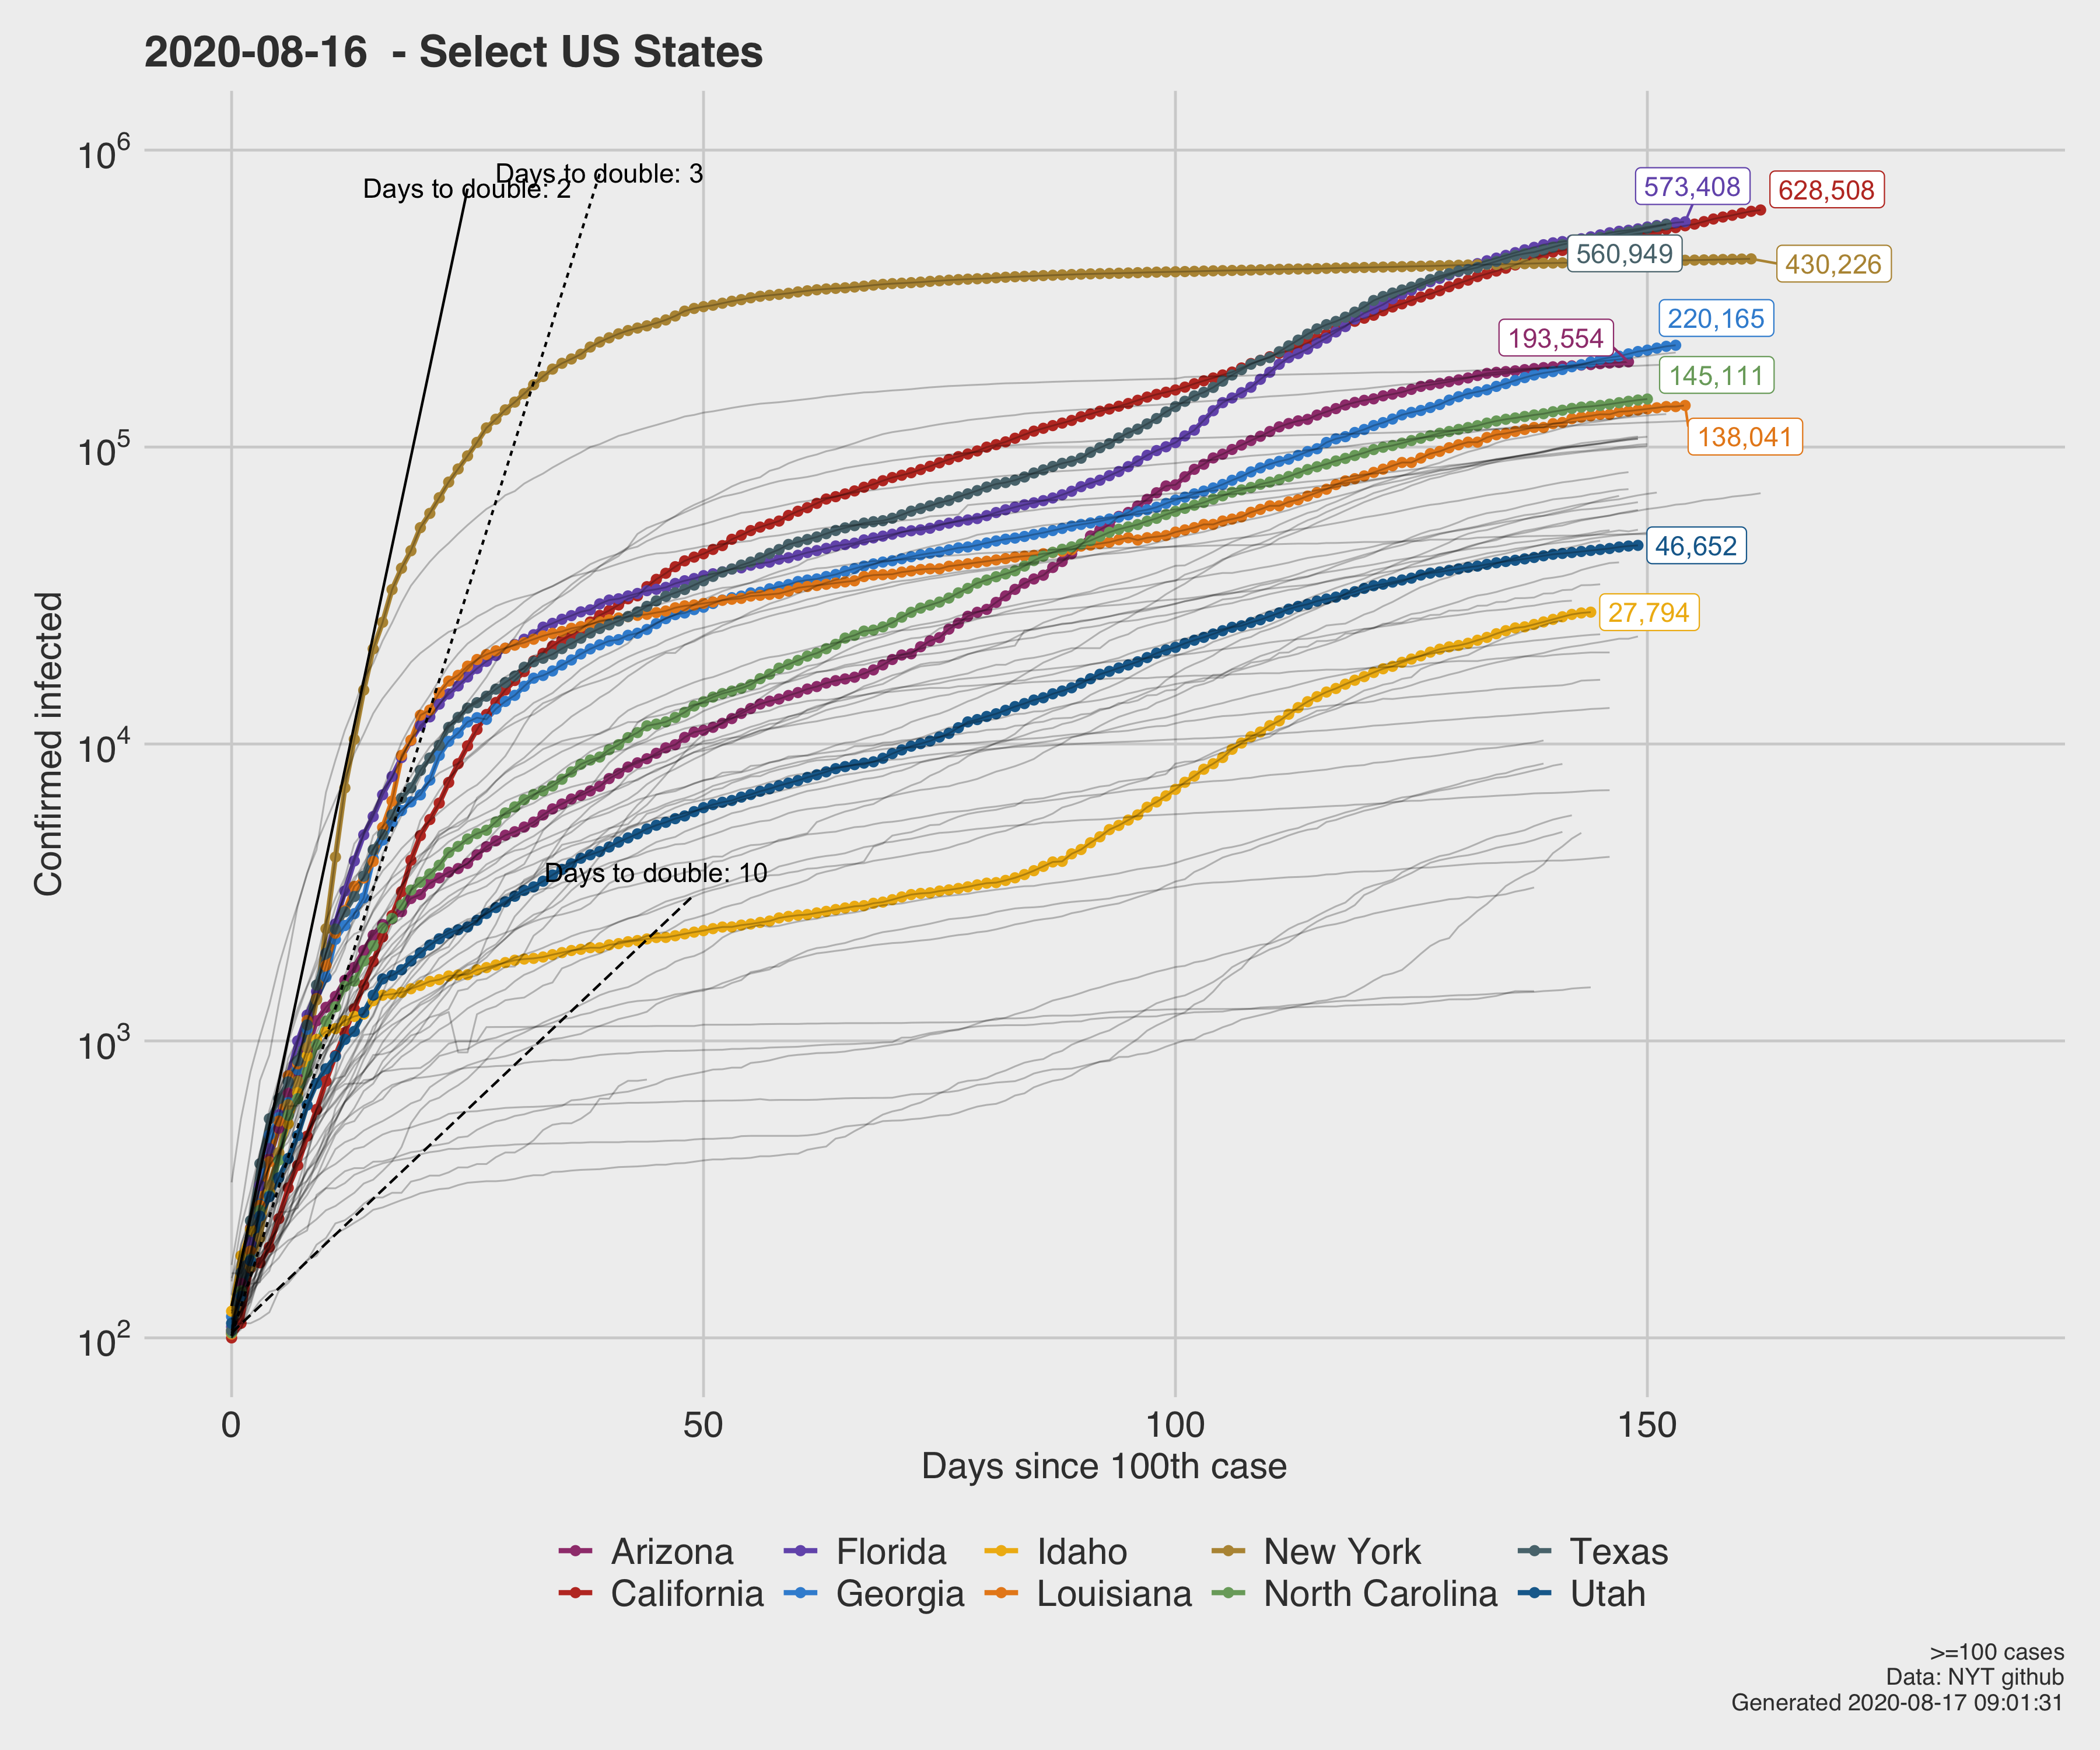 2020-08-16  - Select US States
Confirmed infected
10^6
10^5
10^4
10^3
10^2
Days to double: 2
Days to double: 3
Days to double: 10
573,408
628,508
560,949
430,226
220,165
193,554
145,111
138,041
46,652
27,794
0 50 100 150
Days since 100th case
Arizona Florida Idaho New York Texas
California Georgia Louisiana North Carolina Utah
>=100 cases
Data: NYT github
Generated 2020-08-17 09:01:31